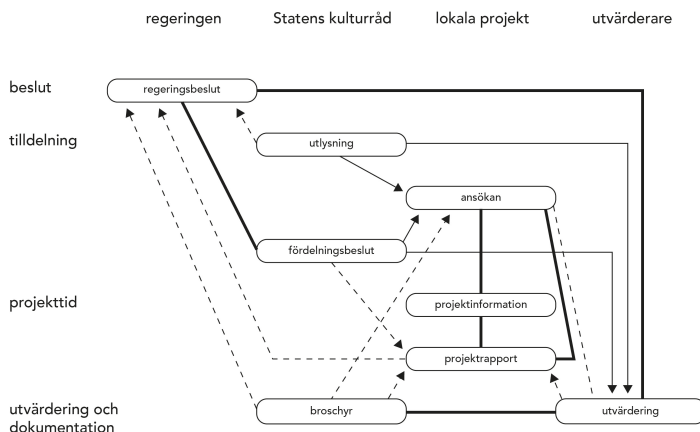 regeringen
Statens kulturråd
lokala projekt
utvärderare
beslut
regeringsbeslut
tilldelning
utlysning
ansökan
fördelningsbeslut
projekttid
projektinformation
projektrapport
utvärdering och
dokumentation
broschyr
utvärdering